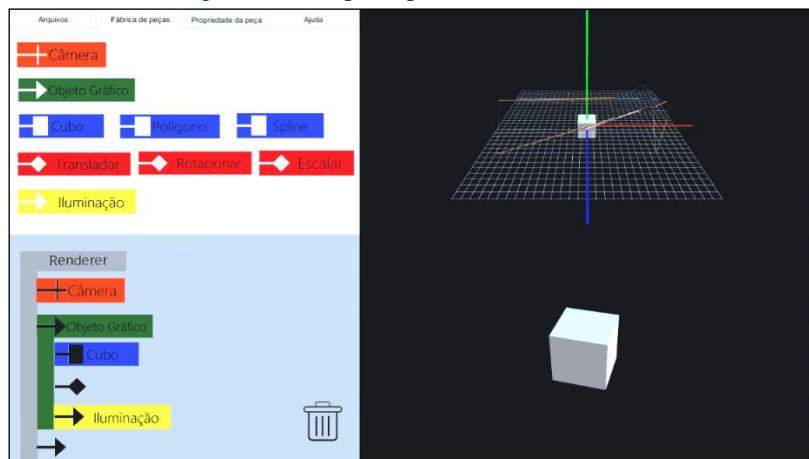 Arquivos Fábrica de peças Propriedade da peça Ajuda
Câmera
Objeto Gráfico
Cubo Polígono Spline
Transladar Rotacionar Escalar
Iluminação
Renderer
Câmera
Objeto Gráfico
Cubo
Iluminação